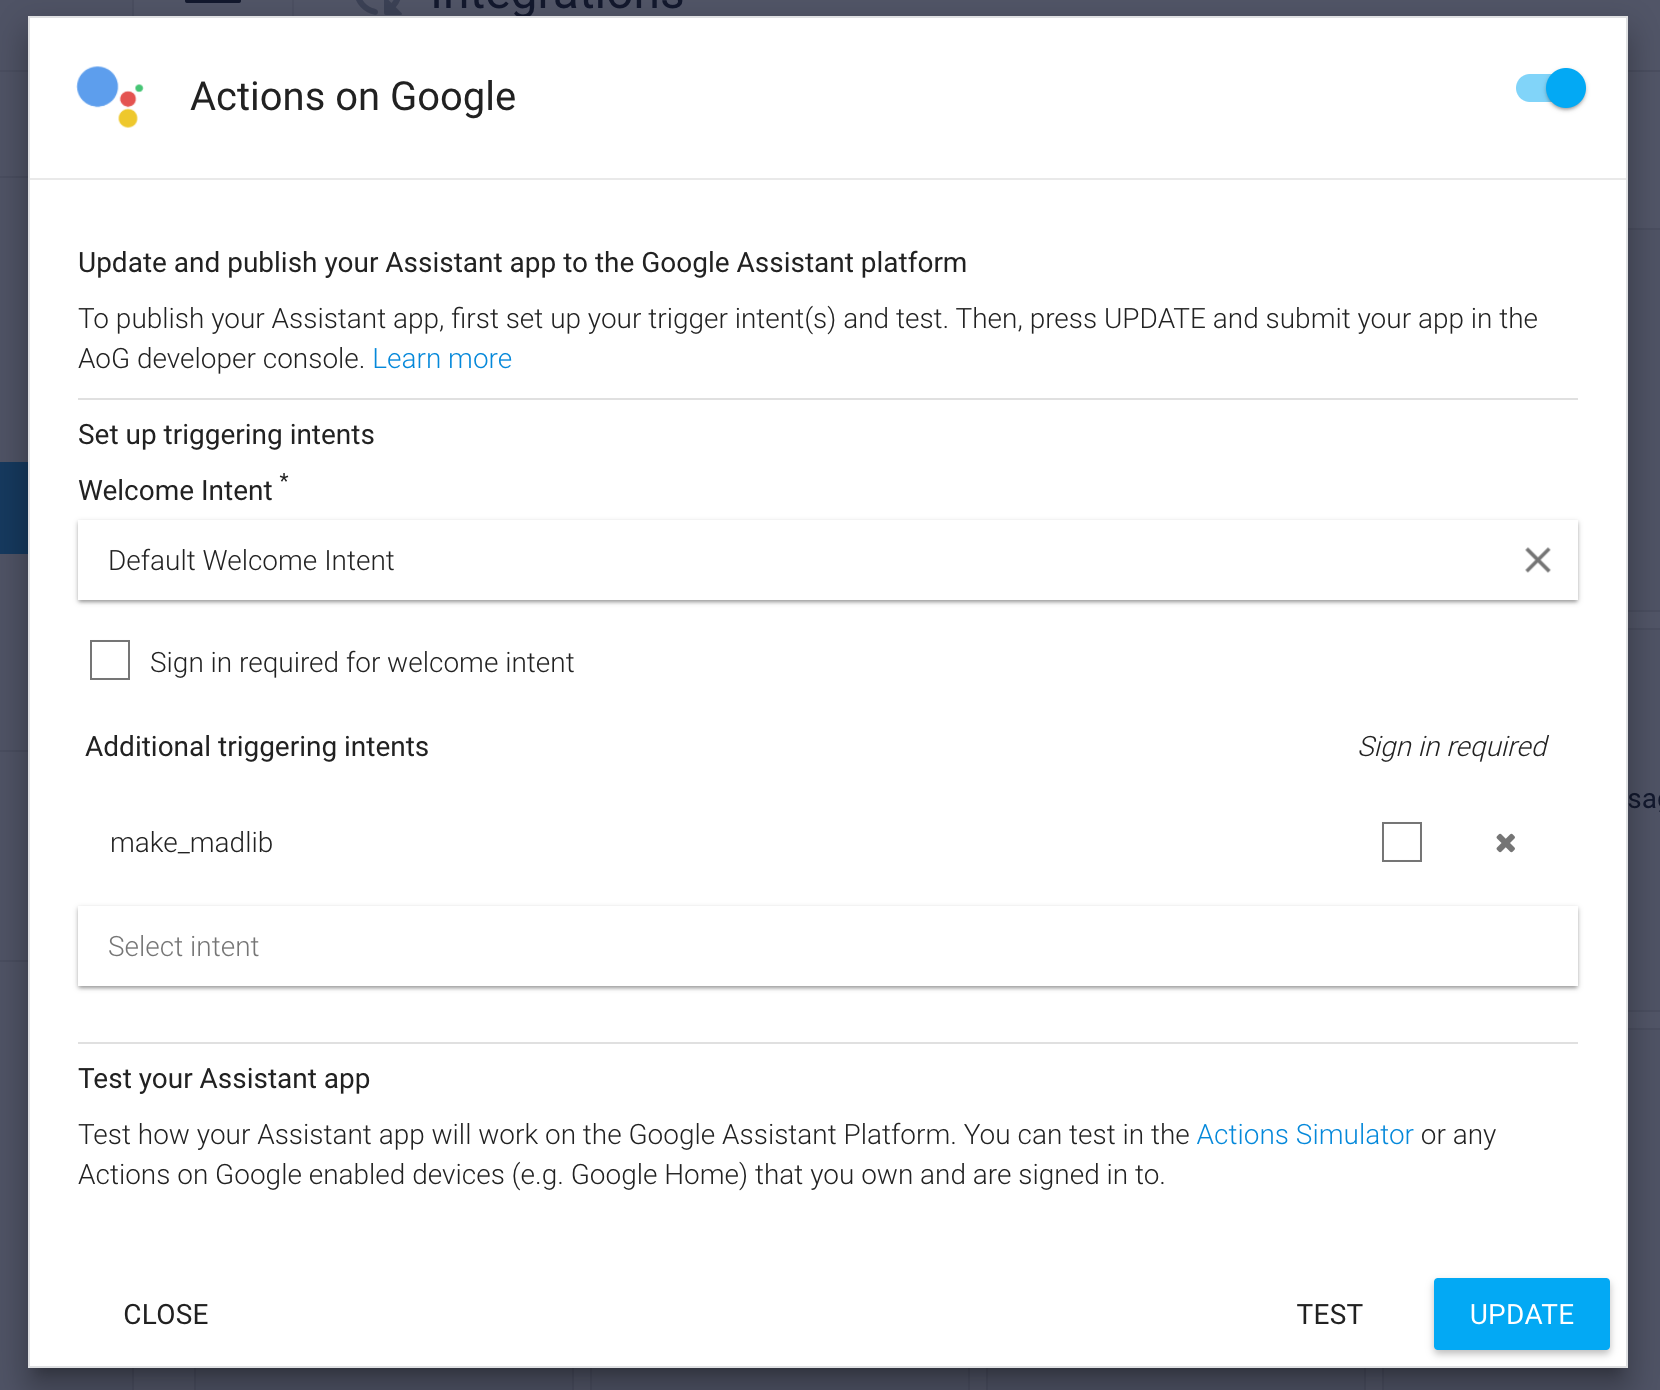 Integrations
Actions on Google
Update and publish your Assistant app to the Google Assistant platform
To publish your Assistant app, first set up your trigger intent(s) and test. Then, press UPDATE and submit your app in the
AoG developer console. Learn more
Set up triggering intents
Welcome Intent *
Default Welcome Intent
Sign in required for welcome intent
Additional triggering intents Sign in required
make_madlib
Select intent
Test your Assistant app
Test how your Assistant app will work on the Google Assistant Platform. You can test in the Actions Simulator or any
Actions on Google enabled devices (e.g. Google Home) that you own and are signed in to.
CLOSE TEST UPDATE